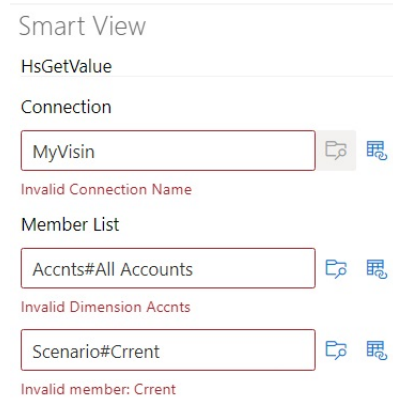 Smart View
HsGetValue
Connection
MyVisin
Invalid Connection Name
Member List
Accnts#All Accounts
Invalid Dimension Accnts
Scenario#Crrent
Invalid member: Crrent